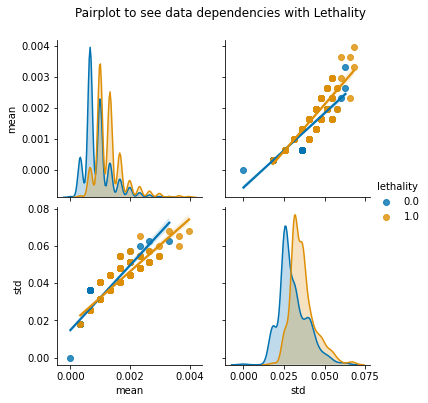 Pairplot to see data dependencies with Lethality
0.004
0.003
0.002
0.001
0.000
mean
lethality
0.0
1.0
0.08
0.06
0.04
0.02
0.00
std
0.000 0.002 0.004
mean
0.000 0.025 0.050 0.075
std